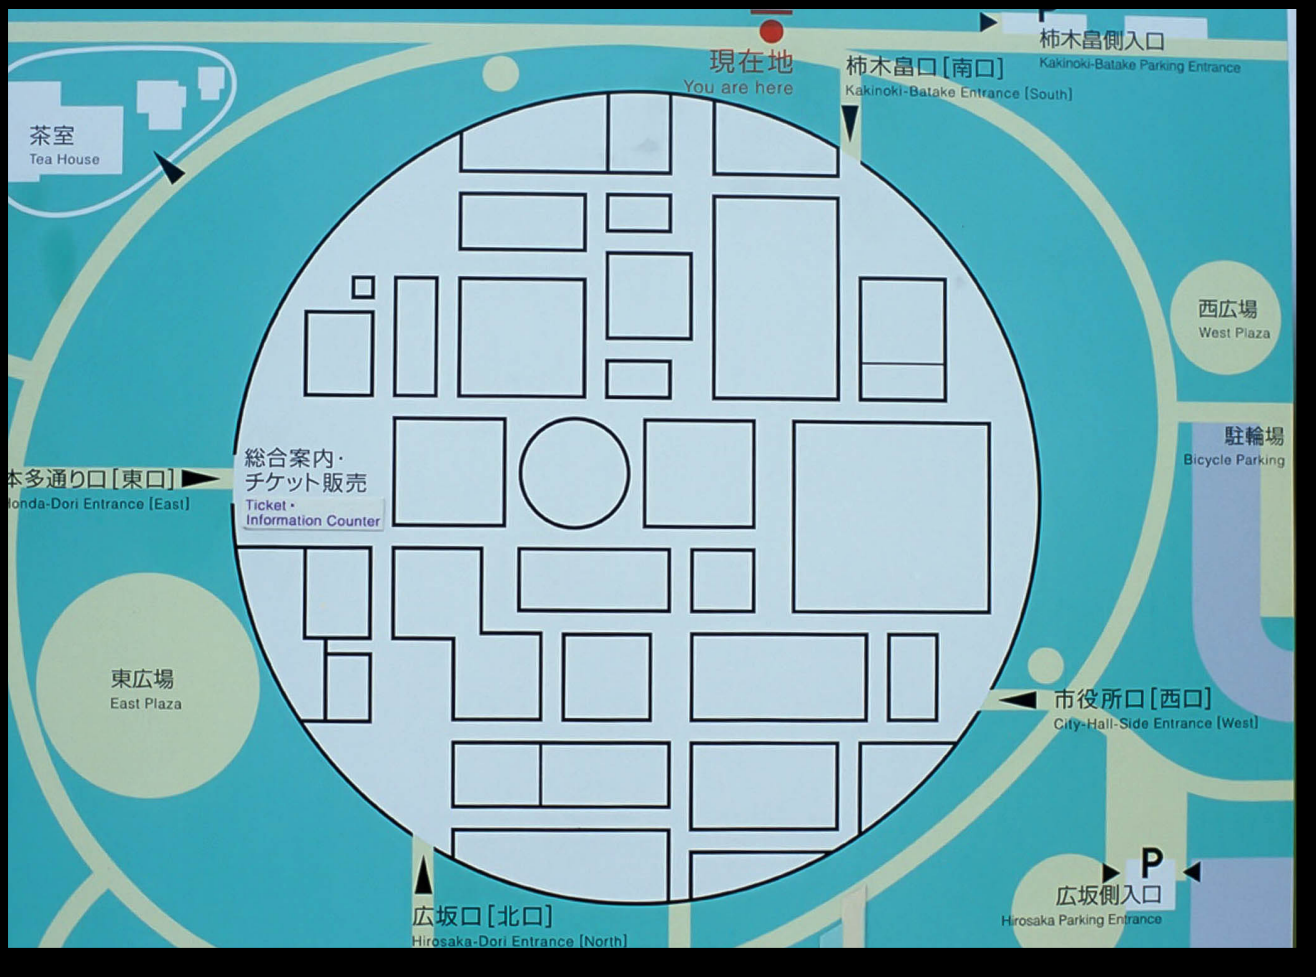 P
柿木畠側入口
Kakinoki-Batake Parking Entrance
現在地
You are here
柿木畠口[南口]
Kakinoki-Batake Entrance [South]
茶室
Tea House
西広場
West Plaza
駐輪場
Bicycle Parking
本多通り口[東口]
Honda-Dori Entrance [East]
総合案内・
チケット販売
Ticket・
Information Counter
東広場
East Plaza
市役所口[西口]
City-Hall-Side Entrance [West]
P
広坂側入口
Hirosaka Parking Entrance
広坂口[北口]
Hirosaka-Dori Entrance [North]